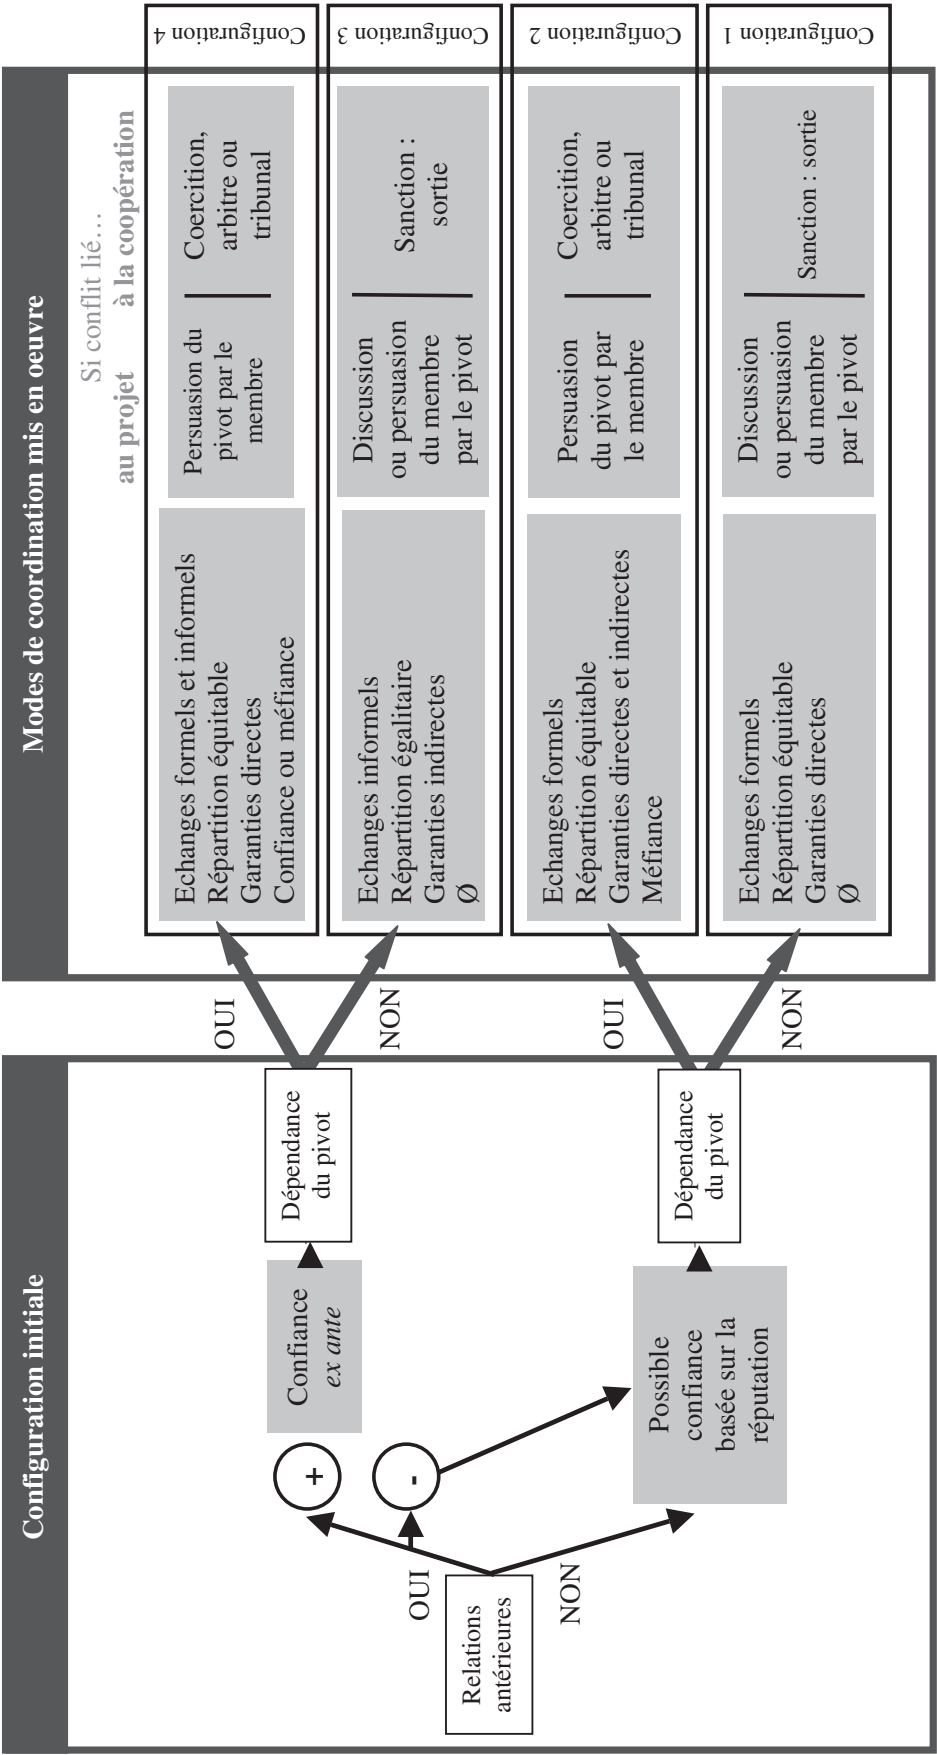 Configuration initiale
Relations
antérieures
OUI
NON
+
-
Confiance
ex ante
Possible
confiance
basée sur la
réputation
Dépendance
du pivot
Dépendance
du pivot
OUI
NON
OUI
NON
Modes de coordination mis en oeuvre
Si conflit lié…
au projet à la coopération
Echanges formels et informels
Répartition équitable
Garanties directes
Confiance ou méfiance
Persuasion du
pivot par le
membre
Coercition,
arbitre ou
tribunal
Configuration 4
Echanges informels
Répartition égalitaire
Garanties indirectes
Ø
Discussion
ou persuasion
du membre
par le pivot
Sanction :
sortie
Configuration 3
Echanges formels
Répartition équitable
Garanties directes et indirectes
Méfiance
Persuasion
du pivot par
le membre
Coercition,
arbitre ou
tribunal
Configuration 2
Echanges formels
Répartition équitable
Garanties directes
Ø
Discussion
ou persuasion
du membre
par le pivot
Sanction : sortie
Configuration 1